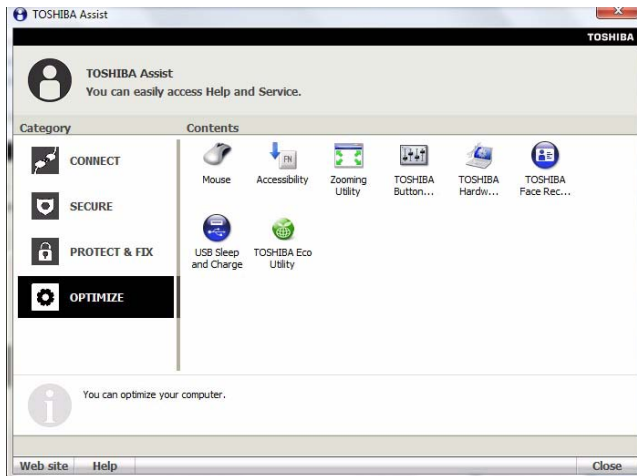 TOSHIBA Assist
TOSHIBA
TOSHIBA Assist
You can easily access Help and Service.
Category
Contents
CONNECT
SECURE
PROTECT & FIX
OPTIMIZE
Mouse
Accessibility
Zooming
Utility
TOSHIBA
Button...
TOSHIBA
Hardw...
TOSHIBA
Face Rec...
USB Sleep
and Charge
TOSHIBA Eco
Utility
FN
You can optimize your computer.
Web site
Help
Close